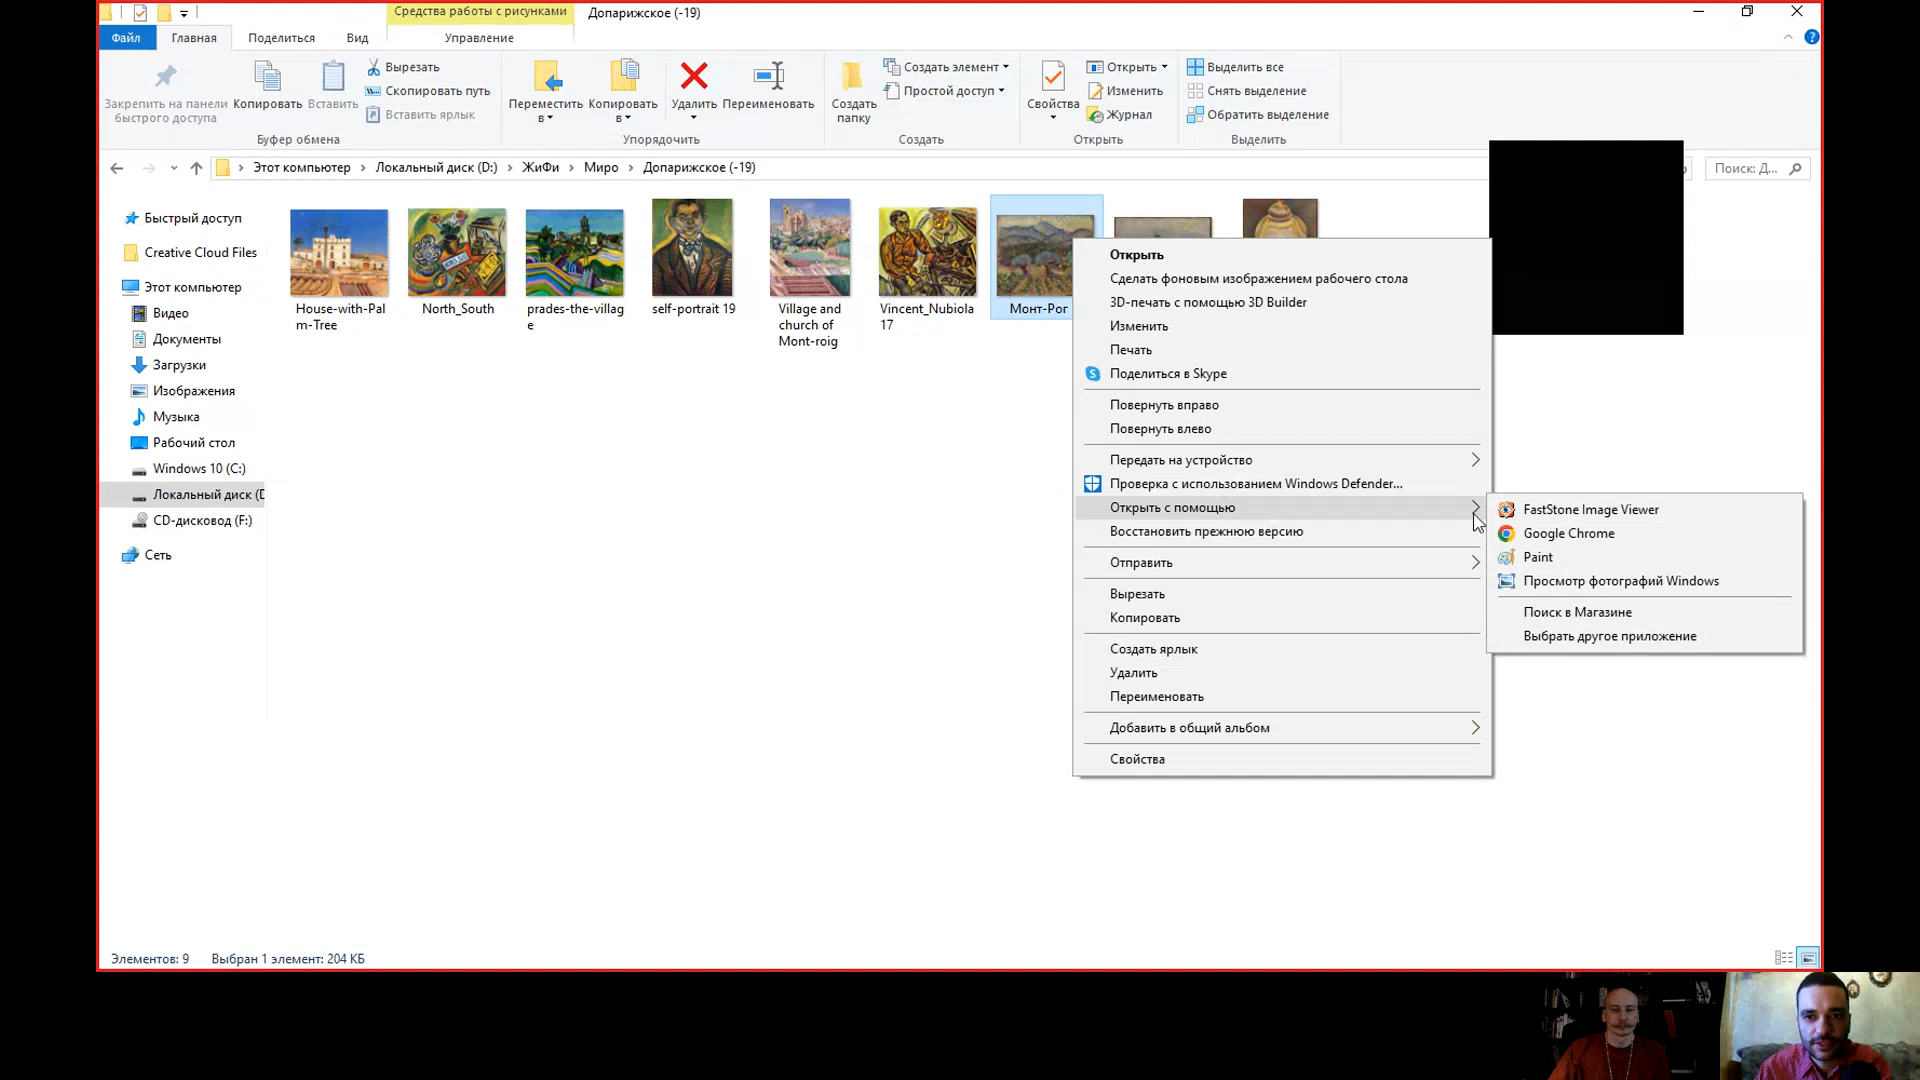 Средства работы с рисунками
Допарижское (-19)
Файл
Главная
Поделиться
Вид
Управление
Закрепить на панели
быстрого доступа
Копировать
Вставить
Вырезать
Скопировать путь
Вставить ярлык
Буфер обмена
Переместить
в
Копировать
в
Удалить
Переименовать
Упорядочить
Создать
папку
Создать элемент
Простой доступ
Создать
Свойства
Открыть
Изменить
Журнал
Открыть
Выделить все
Снять выделение
Обратить выделение
Выделить
Этот компьютер > Локальный диск (D:) > ЖиФи > Миро > Допарижское (-19)
Поиск: Д...
Быстрый доступ
Creative Cloud Files
Этот компьютер
Видео
Документы
Загрузки
Изображения
Музыка
Рабочий стол
Windows 10 (C:)
Локальный диск (D
CD-дисковод (F:)
Сеть
House-with-Pal
m-Tree
North_South
prades-the-villag
e
self-portrait 19
Village and
church of
Mont-roig
Vincent_Nubiola
17
Монт-Рог
Открыть
Сделать фоновым изображением рабочего стола
3D-печать с помощью 3D Builder
Изменить
Печать
Поделиться в Skype
Повернуть вправо
Повернуть влево
Передать на устройство
Проверка с использованием Windows Defender...
Открыть с помощью
Восстановить прежнюю версию
Отправить
Вырезать
Копировать
Создать ярлык
Удалить
Переименовать
Добавить в общий альбом
Свойства
FastStone Image Viewer
Google Chrome
Paint
Просмотр фотографий Windows
Поиск в Магазине
Выбрать другое приложение
Элементов: 9
Выбран 1 элемент: 204 КБ